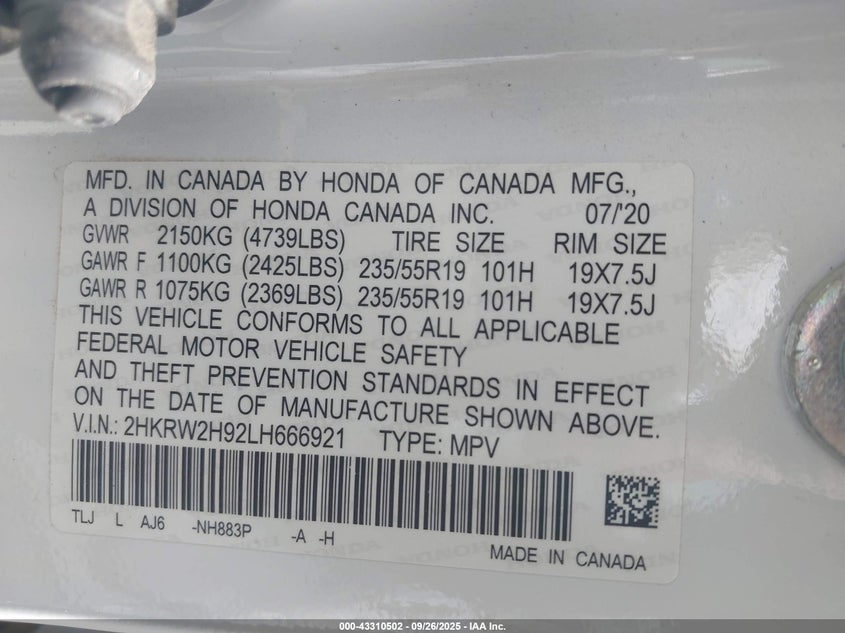 MFD. IN CANADA BY HONDA OF CANADA MFG.,
A DIVISION OF HONDA CANADA INC. 07/'20
GVWR 2150KG (4739LBS) TIRE SIZE RIM SIZE
GAWR F 1100KG (2425LBS) 235/55R19 101H 19X7.5J
GAWR R 1075KG (2369LBS) 235/55R19 101H 19X7.5J
THIS VEHICLE CONFORMS TO ALL APPLICABLE
FEDERAL MOTOR VEHICLE SAFETY
AND THEFT PREVENTION STANDARDS IN EFFECT
ON THE DATE OF MANUFACTURE SHOWN ABOVE.
V.I.N.: 2HKRW2H92LH666921 TYPE: MPV
TLJ L AJ6 -NH883P -A -H
MADE IN CANADA
000-43310502 - 09/26/2025 - IAA Inc.